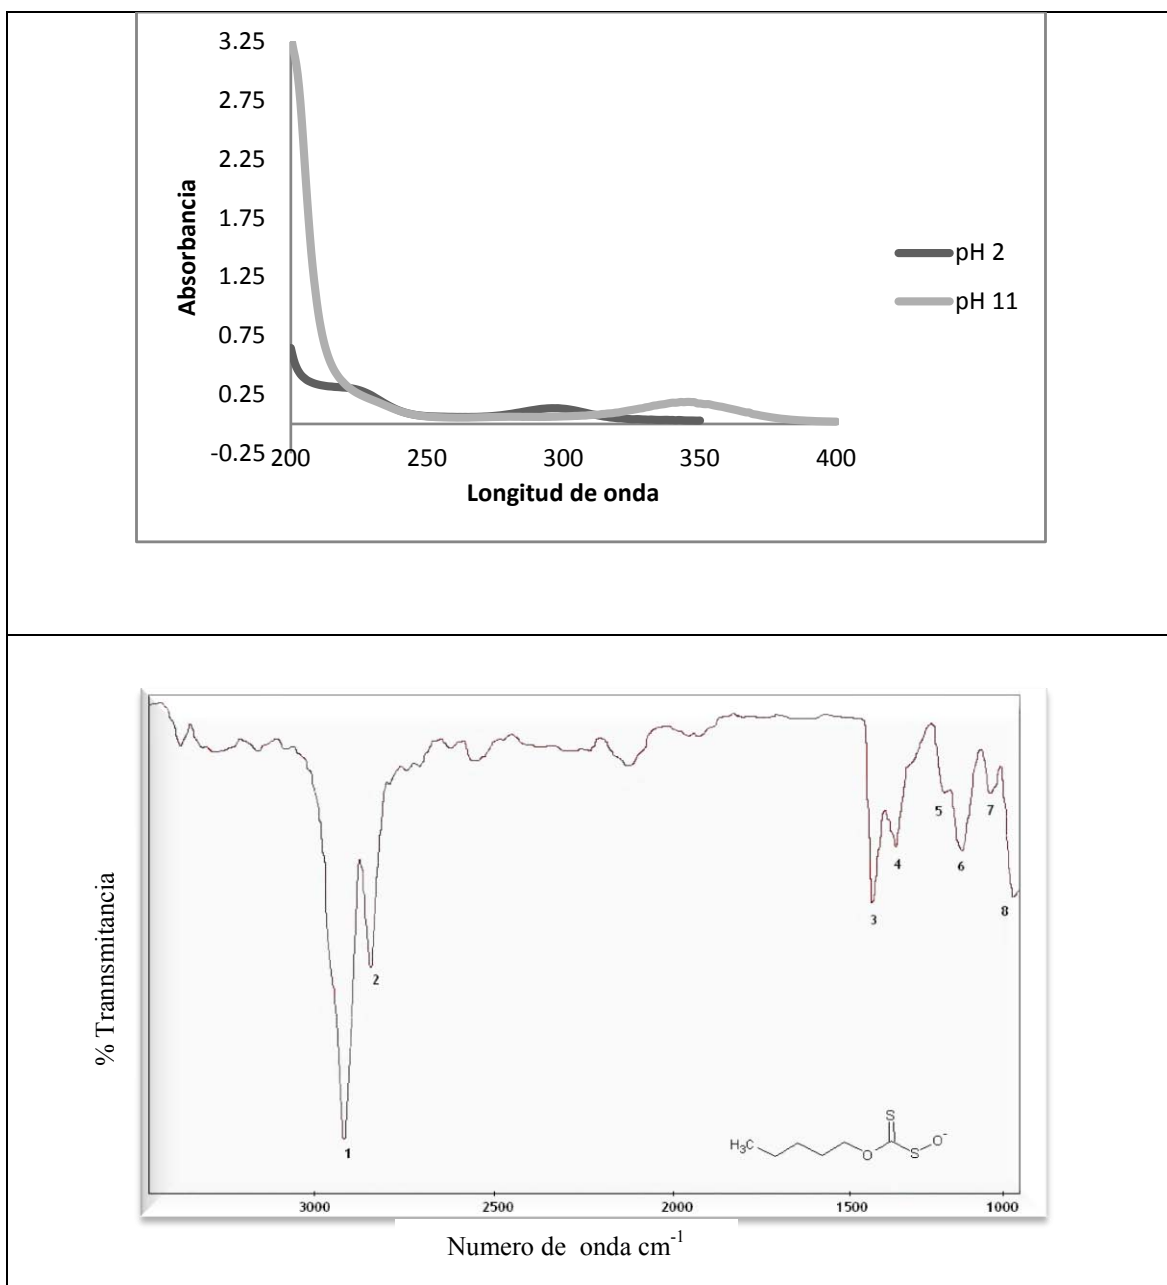 3.25
2.75
2.25
1.75
1.25
0.75
0.25
-0.25
Absorbancia
200 250 300 350 400
Longitud de onda
pH 2
pH 11
% Trannsmitancia
1
2
3
4
5
6
7
8
S
H₃C
O
S
O⁻
3000 2500 2000 1500 1000
Numero de onda cm⁻¹